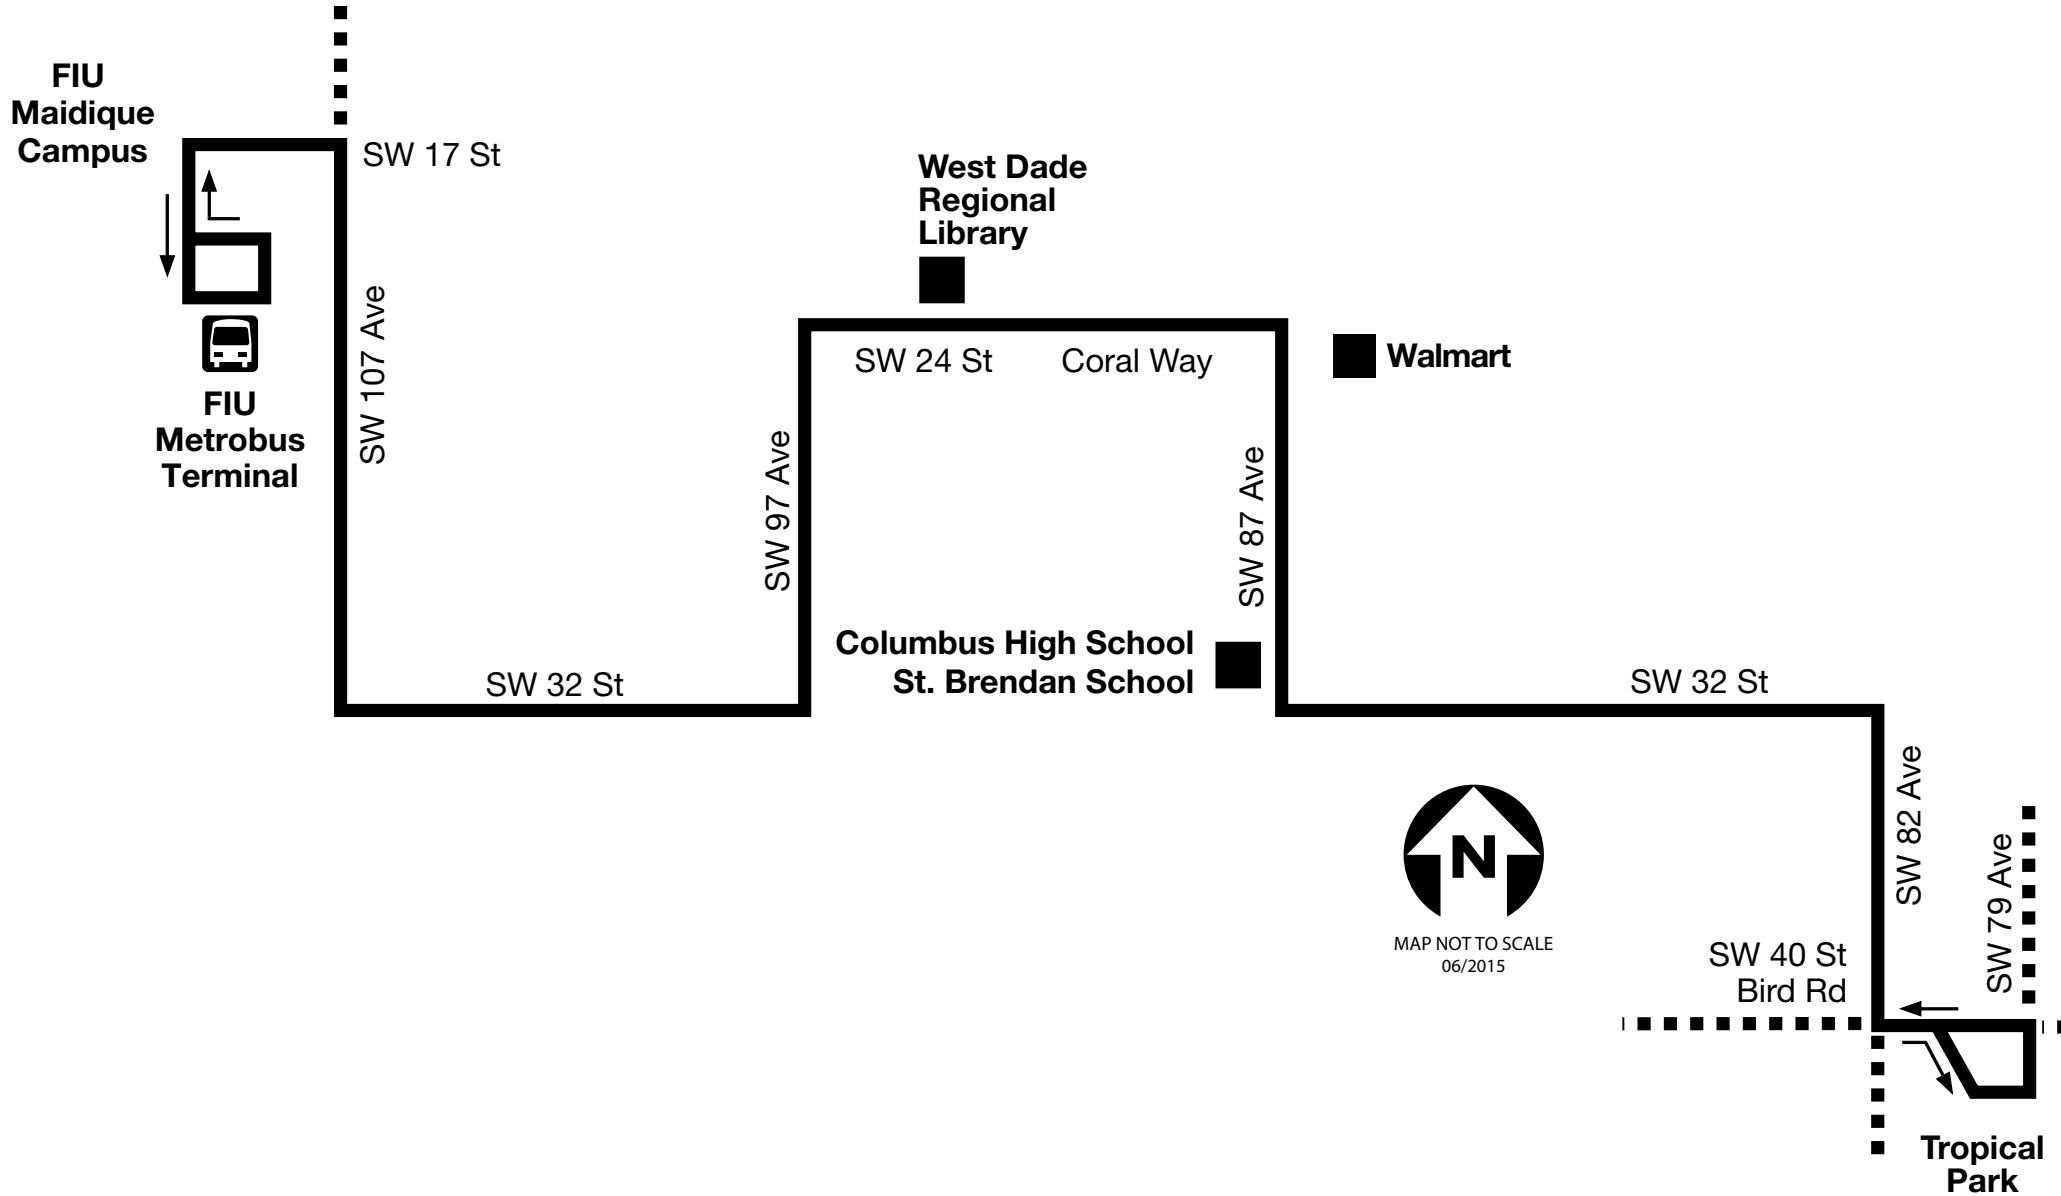 FIU
Maidique
Campus
SW 17 St
West Dade
Regional
Library
SW 107 Ave
SW 24 St
Coral Way
Walmart
FIU
Metrobus
Terminal
SW 97 Ave
SW 87 Ave
Columbus High School
St. Brendan School
SW 32 St
SW 32 St
SW 82 Ave
SW 79 Ave
N
MAP NOT TO SCALE
06/2015
SW 40 St
Bird Rd
Tropical
Park